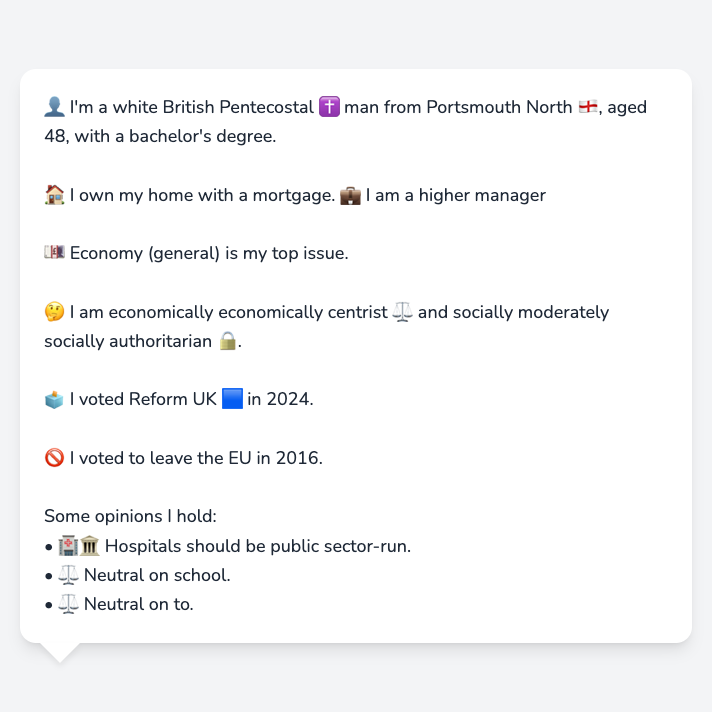 👤 I'm a white British Pentecostal ✝️ man from Portsmouth North 🏴󠁧󠁢󠁥󠁮󠁧󠁿, aged
48, with a bachelor's degree.
🏠 I own my home with a mortgage. 💼 I am a higher manager
💷 Economy (general) is my top issue.
🤔 I am economically economically centrist ⚖️ and socially moderately
socially authoritarian 🔒.
🗳️ I voted Reform UK 🟦 in 2024.
🚫 I voted to leave the EU in 2016.
Some opinions I hold:
• 🏥🏛️ Hospitals should be public sector-run.
• ⚖️ Neutral on school.
• ⚖️ Neutral on to.